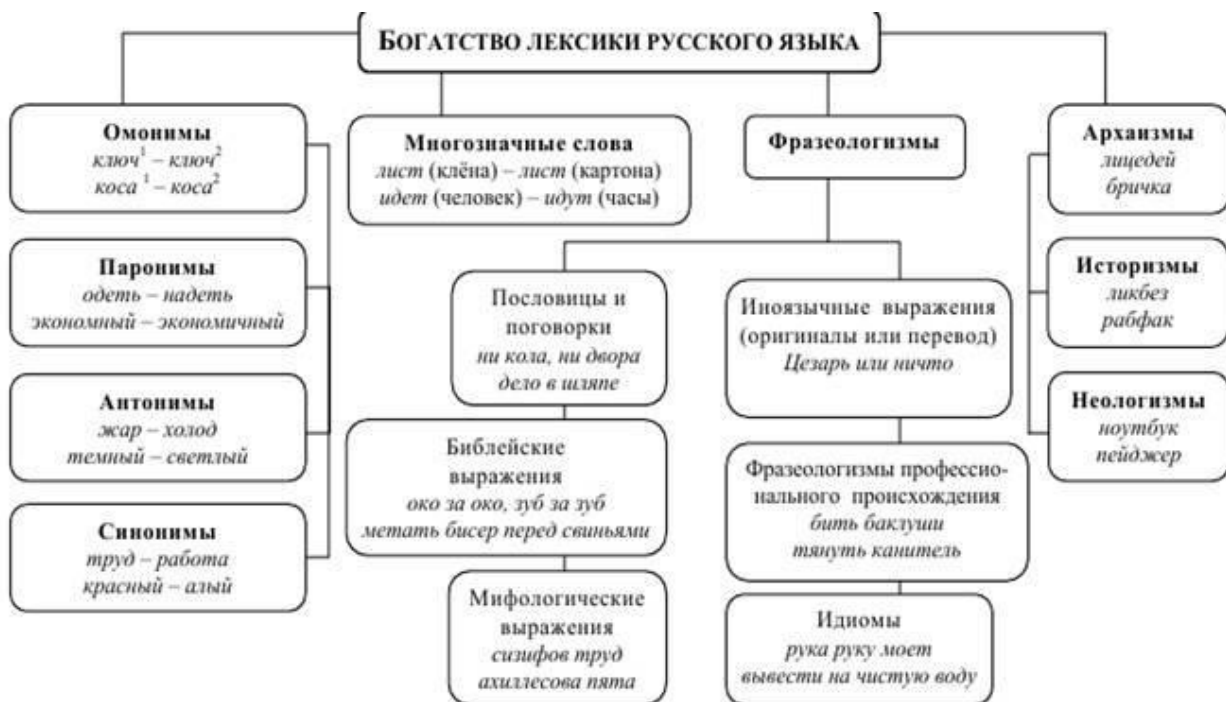 БОГАТСТВО ЛЕКСИКИ РУССКОГО ЯЗЫКА
Омонимы
ключ¹ – ключ²
коса ¹ – коса²
Паронимы
одеть – надеть
экономный – экономичный
Антонимы
жар – холод
темный – светлый
Синонимы
труд – работа
красный – алый
Многозначные слова
лист (клёна) – лист (картона)
идет (человек) – идут (часы)
Фразеологизмы
Пословицы и
поговорки
ни кола, ни двора
дело в шляпе
Библейские
выражения
око за око, зуб за зуб
метать бисер перед свиньями
Мифологические
выражения
сизифов труд
ахиллесова пята
Иноязычные выражения
(оригиналы или перевод)
Цезарь или ничто
Фразеологизмы профессио-
нального происхождения
бить баклуши
тянуть канитель
Идиомы
рука руку моет
вывести на чистую воду
Архаизмы
лицедей
бричка
Историзмы
ликбез
рабфак
Неологизмы
ноутбук
пейджер